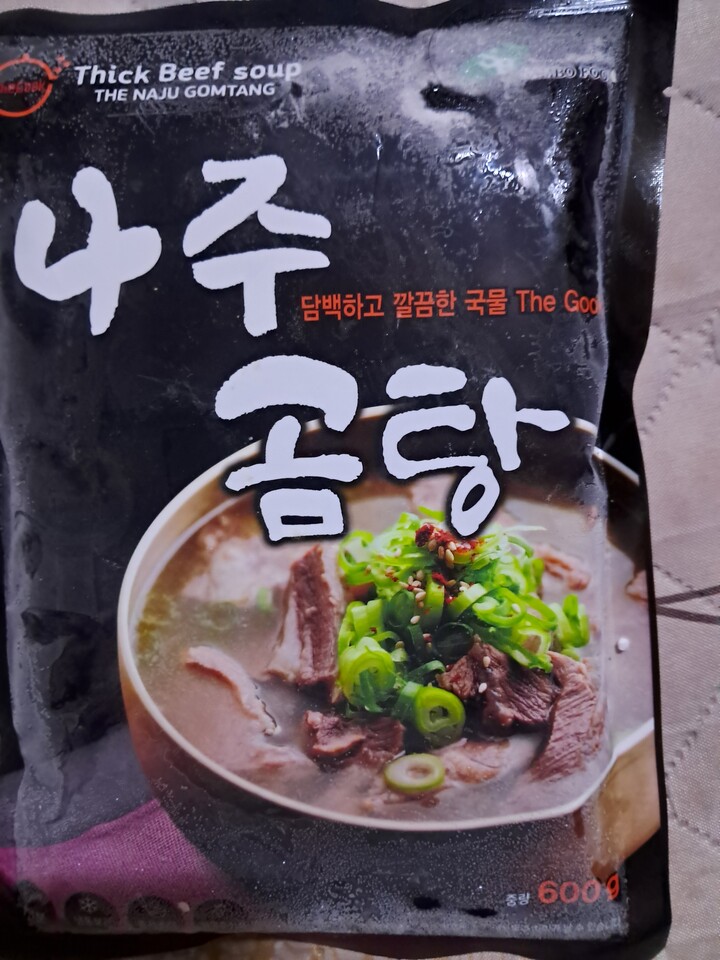 Thick Beef soup
THE NAJU GOMTANG
나주
담백하고 깔끔한 국물 The Goo
곰탕
중량 600g